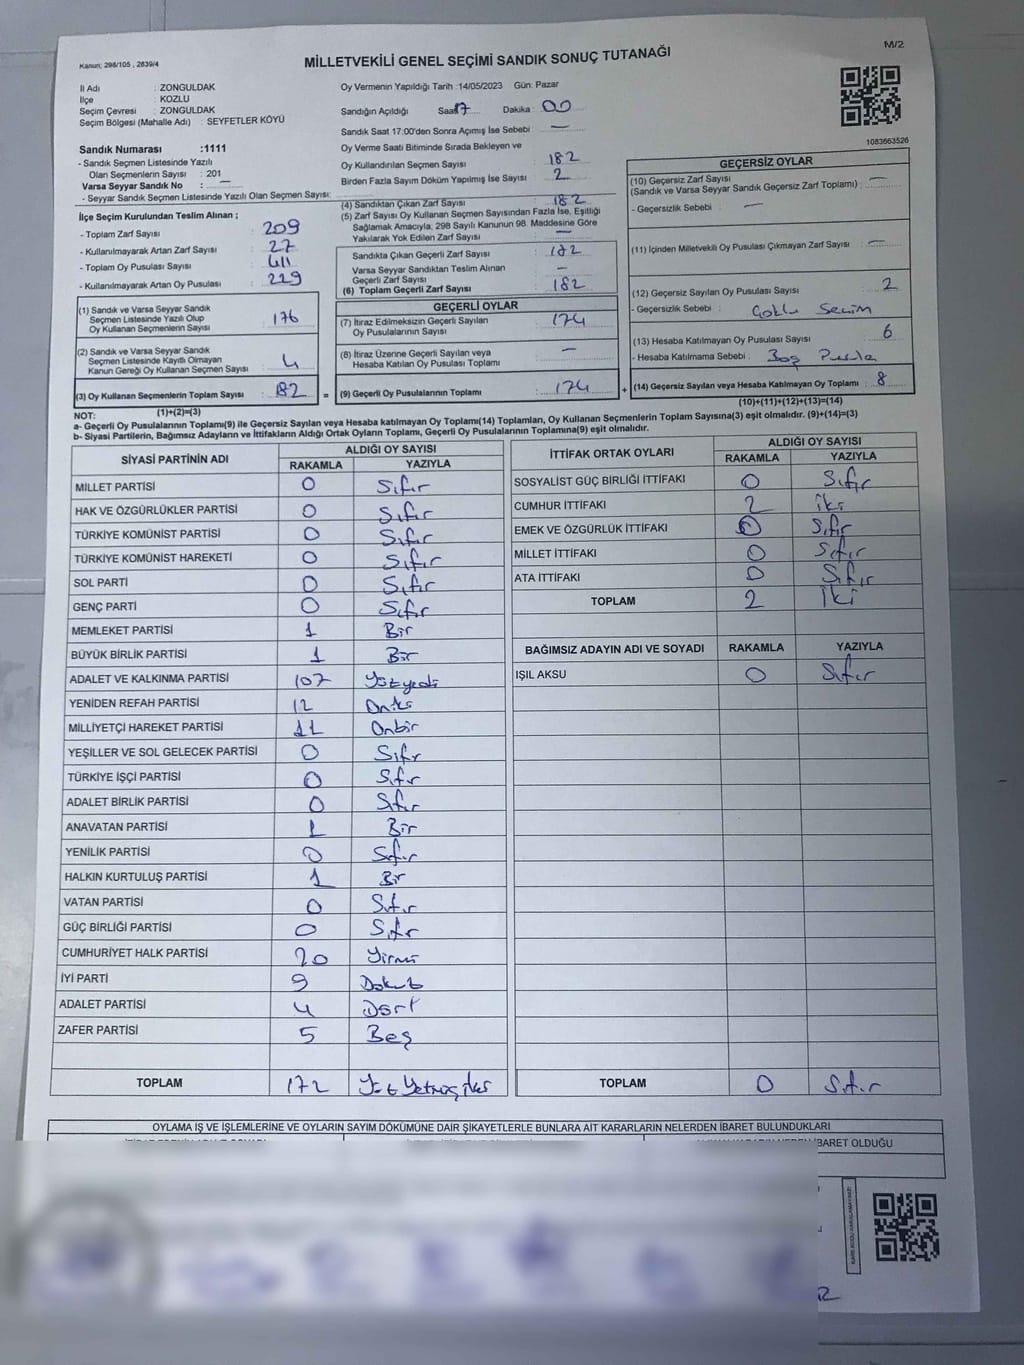 M/2
Kanun; 298/105 , 2839/4
MİLLETVEKİLİ GENEL SEÇİMİ SANDIK SONUÇ TUTANAĞI
İl Adı : ZONGULDAK
İlçe : KOZLU
Seçim Çevresi : ZONGULDAK
Seçim Bölgesi (Mahalle Adı) : SEYFETLER KÖYÜ
Sandık Numarası :1111
- Sandık Seçmen Listesinde Yazılı
Olan Seçmenlerin Sayısı : 201
Varsa Seyyar Sandık No : —
- Seyyar Sandık Seçmen Listesinde Yazılı Olan Seçmen Sayısı:
İlçe Seçim Kurulundan Teslim Alınan ;
- Toplam Zarf Sayısı : 209
- Kullanılmayarak Artan Zarf Sayısı : 27
- Toplam Oy Pusulası Sayısı : 411
- Kullanılmayarak Artan Oy Pusulası : 229
Oy Vermenin Yapıldığı Tarih :14/05/2023 Gün: Pazar
Sandığın Açıldığı Saat 17 Dakika : 00
Sandık Saat 17:00'den Sonra Açımış İse Sebebi : —
Oy Verme Saati Bitiminde Sırada Bekleyen ve
Oy Kullandırılan Seçmen Sayısı : 182
Birden Fazla Sayım Döküm Yapılmış İse Sayısı : 2
(4) Sandıktan Çıkan Zarf Sayısı : 182
(5) Zarf Sayısı Oy Kullanan Seçmen Sayısından Fazla İse, Eşitliği
Sağlamak Amacıyla, 298 Sayılı Kanunun 98. Maddesine Göre
Yakılarak Yok Edilen Zarf Sayısı : —
Sandıkta Çıkan Geçerli Zarf Sayısı : 182
Varsa Seyyar Sandıktan Teslim Alınan
Geçerli Zarf Sayısı : —
(6) Toplam Geçerli Zarf Sayısı : 182
1083663526
GEÇERSİZ OYLAR
(10) Geçersiz Zarf Sayısı : —
(Sandık ve Varsa Seyyar Sandık Geçersiz Zarf Toplamı)
- Geçersizlik Sebebi : —
(11) İçinden Milletvekili Oy Pusulası Çıkmayan Zarf Sayısı : —
(12) Geçersiz Sayılan Oy Pusulası Sayısı : 2
- Geçersizlik Sebebi : Çoklu Seçim
(13) Hesaba Katılmayan Oy Pusulası Sayısı : 6
- Hesaba Katılmama Sebebi : Boş Pusula
(14) Geçersiz Sayılan veya Hesaba Katılmayan Oy Toplamı : 8
(10)+(11)+(12)+(13)=(14)
(1) Sandık ve Varsa Seyyar Sandık
Seçmen Listesinde Yazılı Olup
Oy Kullanan Seçmenlerin Sayısı : 176
(2) Sandık ve Varsa Seyyar Sandık
Seçmen Listesinde Kayıtlı Olmayan
Kanun Gereği Oy Kullanan Seçmen Sayısı : 4
(3) Oy Kullanan Seçmenlerin Toplam Sayısı : 182
(1)+(2)=(3)
GEÇERLİ OYLAR
(7) İtiraz Edilmeksizin Geçerli Sayılan
Oy Pusulalarının Sayısı : 174
(8) İtiraz Üzerine Geçerli Sayılan veya
Hesaba Katılan Oy Pusulası Toplamı : —
= (9) Geçerli Oy Pusulalarının Toplamı : 174 +
NOT:
a- Geçerli Oy Pusulalarının Toplamı(9) ile Geçersiz Sayılan veya Hesaba katılmayan Oy Toplamı(14) Toplamları, Oy Kullanan Seçmenlerin Toplam Sayısına(3) eşit olmalıdır. (9)+(14)=(3)
b- Siyasi Partilerin, Bağımsız Adayların ve İttifakların Aldığı Ortak Oyların Toplamı, Geçerli Oy Pusulalarının Toplamına(9) eşit olmalıdır.
SİYASİ PARTİNİN ADI ALDIĞI OY SAYISI
RAKAMLA YAZIYLA
MİLLET PARTİSİ 0 Sıfır
HAK VE ÖZGÜRLÜKLER PARTİSİ 0 Sıfır
TÜRKİYE KOMÜNİST PARTİSİ 0 Sıfır
TÜRKİYE KOMÜNİST HAREKETİ 0 Sıfır
SOL PARTİ 0 Sıfır
GENÇ PARTİ 0 Sıfır
MEMLEKET PARTİSİ 1 Bir
BÜYÜK BİRLİK PARTİSİ 1 Bir
ADALET VE KALKINMA PARTİSİ 107 Yüzyedi
YENİDEN REFAH PARTİSİ 12 Oniki
MİLLİYETÇİ HAREKET PARTİSİ 11 Onbir
YEŞİLLER VE SOL GELECEK PARTİSİ 0 Sıfır
TÜRKİYE İŞÇİ PARTİSİ 0 Sıfır
ADALET BİRLİK PARTİSİ 0 Sıfır
ANAVATAN PARTİSİ 1 Bir
YENİLİK PARTİSİ 0 Sıfır
HALKIN KURTULUŞ PARTİSİ 1 Bir
VATAN PARTİSİ 0 Sıfır
GÜÇ BİRLİĞİ PARTİSİ 0 Sıfır
CUMHURİYET HALK PARTİSİ 20 Yirmi
İYİ PARTİ 9 Dokuz
ADALET PARTİSİ 4 Dört
ZAFER PARTİSİ 5 Beş
TOPLAM 172 Yüz Yetmiş iki
İTTİFAK ORTAK OYLARI ALDIĞI OY SAYISI
RAKAMLA YAZIYLA
SOSYALİST GÜÇ BİRLİĞİ İTTİFAKI 0 Sıfır
CUMHUR İTTİFAKI 2 iki
EMEK VE ÖZGÜRLÜK İTTİFAKI 0 Sıfır
MİLLET İTTİFAKI 0 Sıfır
ATA İTTİFAKI 0 Sıfır
TOPLAM 2 İki
BAĞIMSIZ ADAYIN ADI VE SOYADI RAKAMLA YAZIYLA
IŞIL AKSU 0 Sıfır
TOPLAM 0 Sıfır
OYLAMA İŞ VE İŞLEMLERİNE VE OYLARIN SAYIM DÖKÜMÜNE DAİR ŞİKAYETLERLE BUNLARA AİT KARARLARIN NELERDEN İBARET BULUNDUKLARI
İBARET OLDUĞU